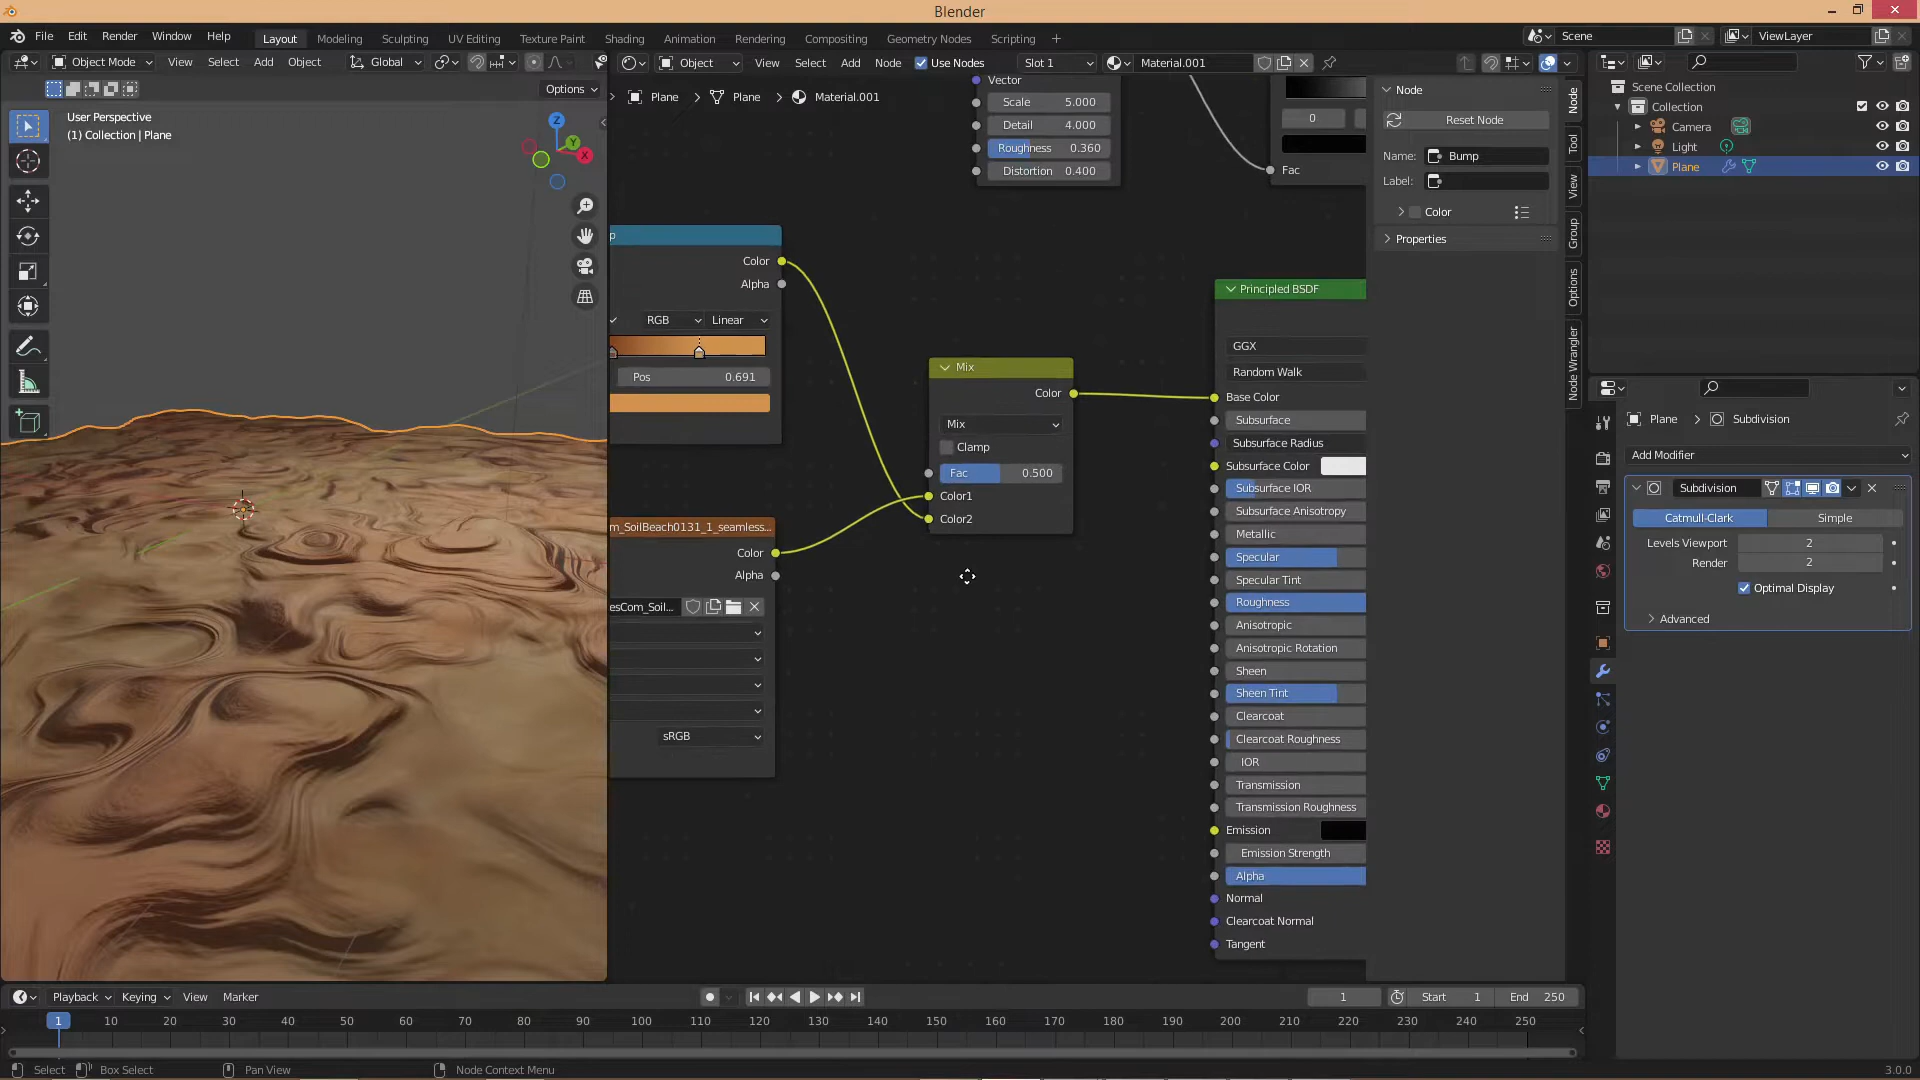 Blender
File Edit Render Window Help
Layout Modeling Sculpting UV Editing Texture Paint Shading Animation Rendering Compositing Geometry Nodes Scripting +
Scene
ViewLayer
Object Mode View Select Add Object Global
Object View Select Add Node Use Nodes Slot 1 Material.001
Options
Plane Plane Material.001
User Perspective
(1) Collection | Plane
Z
Y
X
Vector
Scale 5.000
Detail 4.000
Roughness 0.360
Distortion 0.400
0
Fac
p
Color
Alpha
RGB Linear
Pos 0.691
m_SoilBeach0131_1_seamless...
Color
Alpha
esCom_Soil...
sRGB
Mix
Color
Mix
Clamp
Fac 0.500
Color1
Color2
Principled BSDF
GGX
Random Walk
Base Color
Subsurface
Subsurface Radius
Subsurface Color
Subsurface IOR
Subsurface Anisotropy
Metallic
Specular
Specular Tint
Roughness
Anisotropic
Anisotropic Rotation
Sheen
Sheen Tint
Clearcoat
Clearcoat Roughness
IOR
Transmission
Transmission Roughness
Emission
Emission Strength
Alpha
Normal
Clearcoat Normal
Tangent
Node
Reset Node
Name: Bump
Label:
Color
Properties
Node
Tool
View
Group
Options
Node Wrangler
Scene Collection
Collection
Camera
Light
Plane
Plane Subdivision
Add Modifier
Subdivision
Catmull-Clark Simple
Levels Viewport 2
Render 2
Optimal Display
Advanced
Playback Keying View Marker
1 Start 1 End 250
1 10 20 30 40 50 60 70 80 90 100 110 120 130 140 150 160 170 180 190 200 210 220 230 240 250
Select Box Select Pan View Node Context Menu 3.0.0